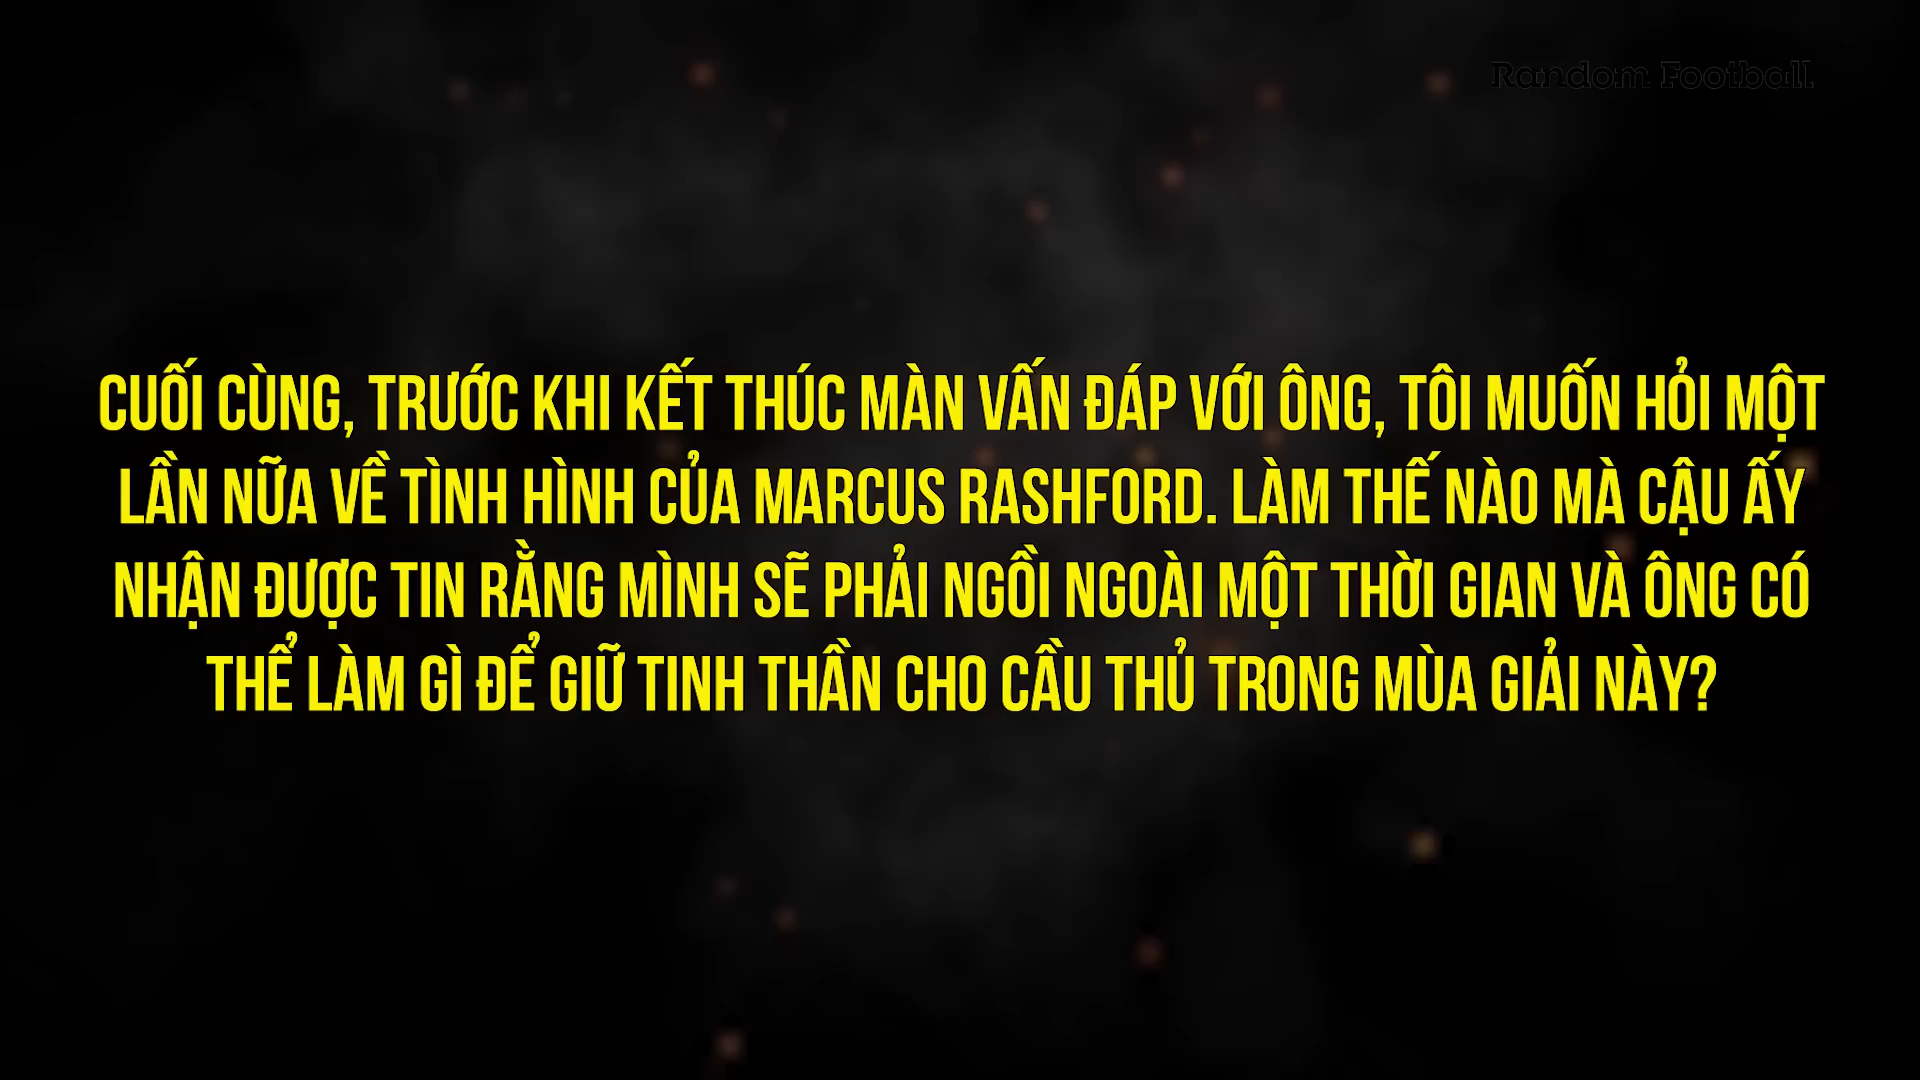 Random Football
CUỐI CÙNG, TRƯỚC KHI KẾT THÚC MÀN VẤN ĐÁP VỚI ÔNG, TÔI MUỐN HỎI MỘT
LẦN NỮA VỀ TÌNH HÌNH CỦA MARCUS RASHFORD. LÀM THẾ NÀO MÀ CẬU ẤY
NHẬN ĐƯỢC TIN RẰNG MÌNH SẼ PHẢI NGỒI NGOÀI MỘT THỜI GIAN VÀ ÔNG CÓ
THỂ LÀM GÌ ĐỂ GIỮ TINH THẦN CHO CẦU THỦ TRONG MÙA GIẢI NÀY?